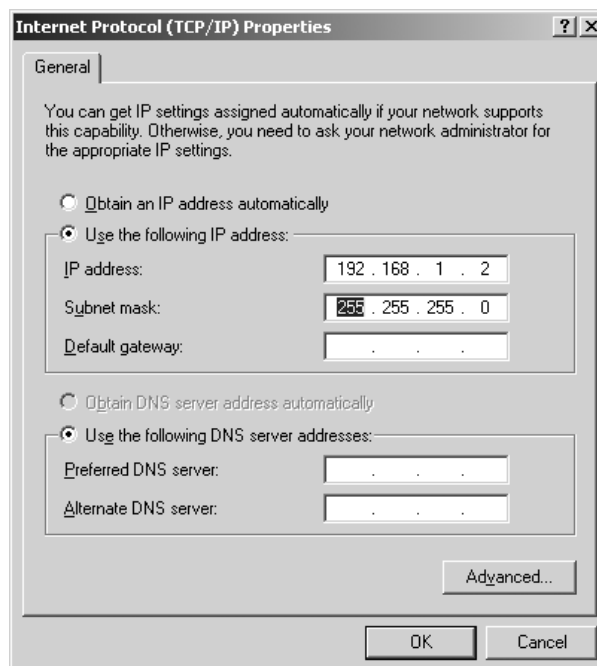 Internet Protocol (TCP/IP) Properties
? X
General
You can get IP settings assigned automatically if your network supports
this capability. Otherwise, you need to ask your network administrator for
the appropriate IP settings.
Obtain an IP address automatically
Use the following IP address:
IP address: 192 . 168 . 1 . 2
Subnet mask: 255 . 255 . 255 . 0
Default gateway: . . .
Obtain DNS server address automatically
Use the following DNS server addresses:
Preferred DNS server: . . .
Alternate DNS server: . . .
Advanced...
OK Cancel